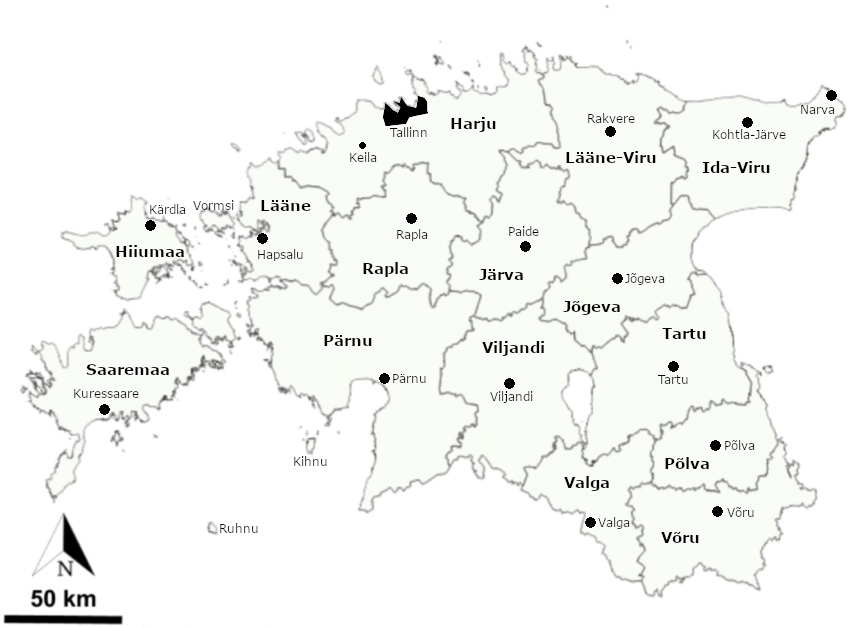 Narva
Tallinn
Harju
Rakvere
Kohtla-Järve
Keila
Lääne-Viru
Ida-Viru
Kärdla
Vormsi
Lääne
Hiiumaa
Hapsalu
Rapla
Rapla
Paide
Järva
Jõgeva
Jõgeva
Pärnu
Viljandi
Tartu
Saaremaa
Kuressaare
Pärnu
Viljandi
Tartu
Kihnu
Põlva
Põlva
Valga
Ruhnu
Valga
Võru
Võru
N
50 km